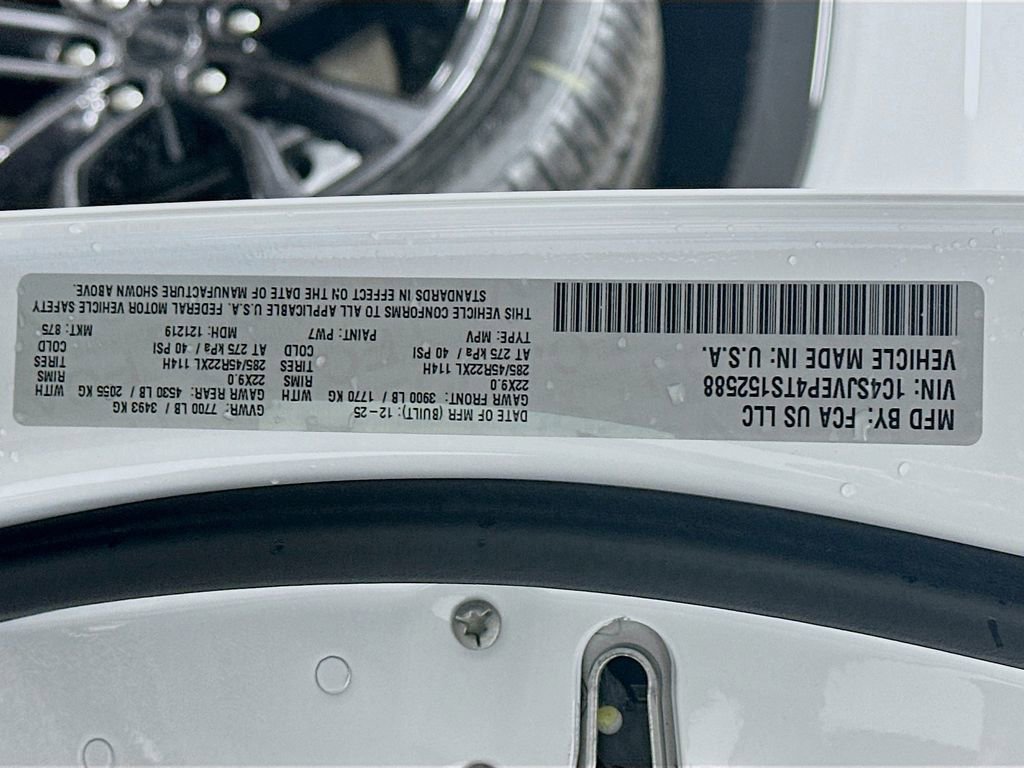 MFD BY: FCA US LLC
VIN: 1C4SJVEP4TS152588
VEHICLE MADE IN: U.S.A.
DATE OF MFR (BUILT): 12-25 GVWR: 7700 LB / 3493 KG
GAWR FRONT: 3900 LB / 1770 KG WITH GAWR REAR: 4530 LB / 2055 KG WITH
22X9.0 RIMS 22X9.0 RIMS
285/45R22XL 114H TIRES 285/45R22XL 114H TIRES
AT 275 kPa / 40 PSI COLD AT 275 kPa / 40 PSI COLD
TYPE: MPV PAINT: PW7 MDH: 121219 MKT: 875
THIS VEHICLE CONFORMS TO ALL APPLICABLE U.S.A. FEDERAL MOTOR VEHICLE SAFETY
STANDARDS IN EFFECT ON THE DATE OF MANUFACTURE SHOWN ABOVE.